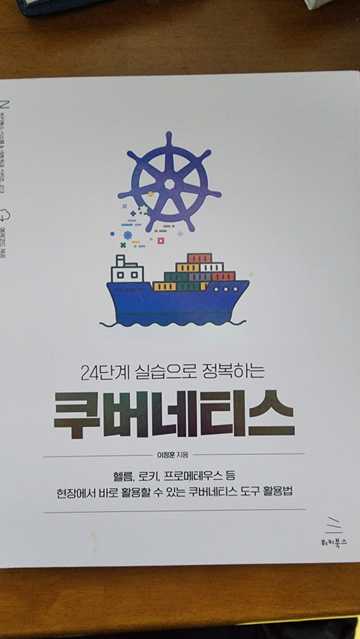 24단계 실습으로 정복하는
쿠버네티스
이정훈 지음
헬름, 로키, 프로메테우스 등
현장에서 바로 활용할 수 있는 쿠버네티스 도구 활용법
위키북스